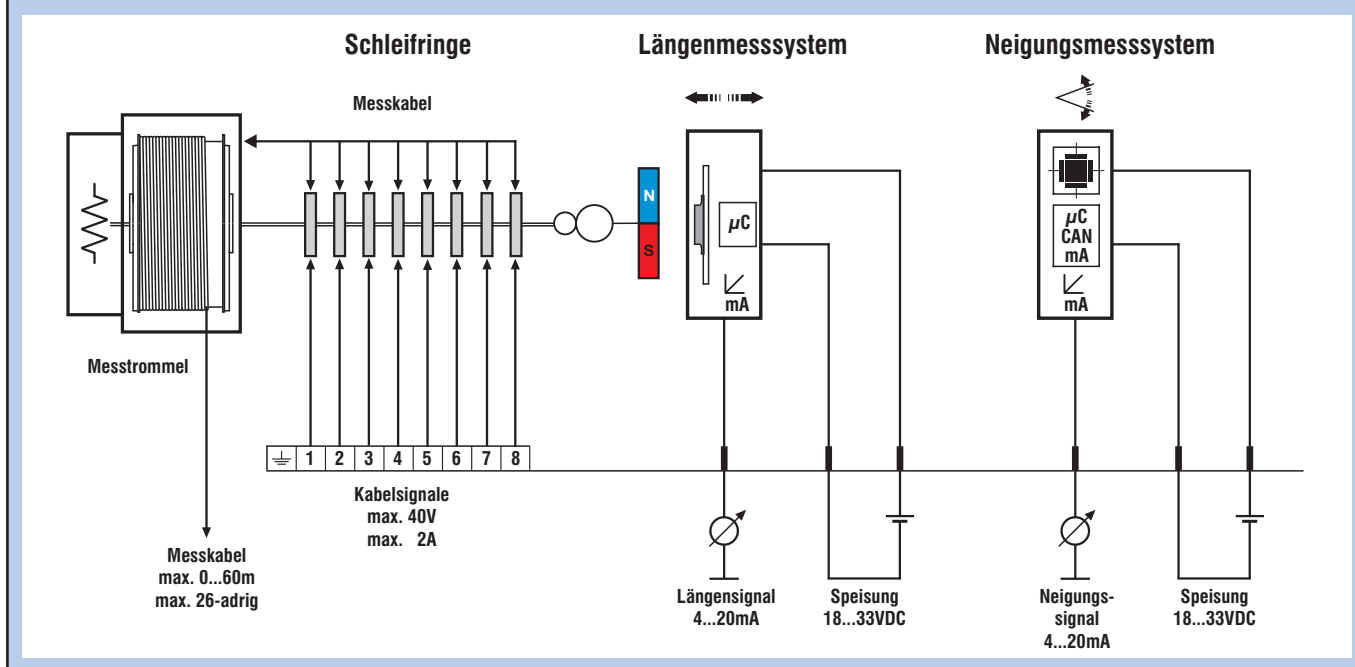 Schleifringe
Längenmesssystem
Neigungsmesssystem
Messkabel
N
S
µC
mA
µC
CAN
mA
mA
Messtrommel
1 2 3 4 5 6 7 8
Kabelsignale
max. 40V
max. 2A
Messkabel
max. 0...60m
max. 26-adrig
Längensignal
4...20mA
Speisung
18...33VDC
Neigungs-
signal
4...20mA
Speisung
18...33VDC